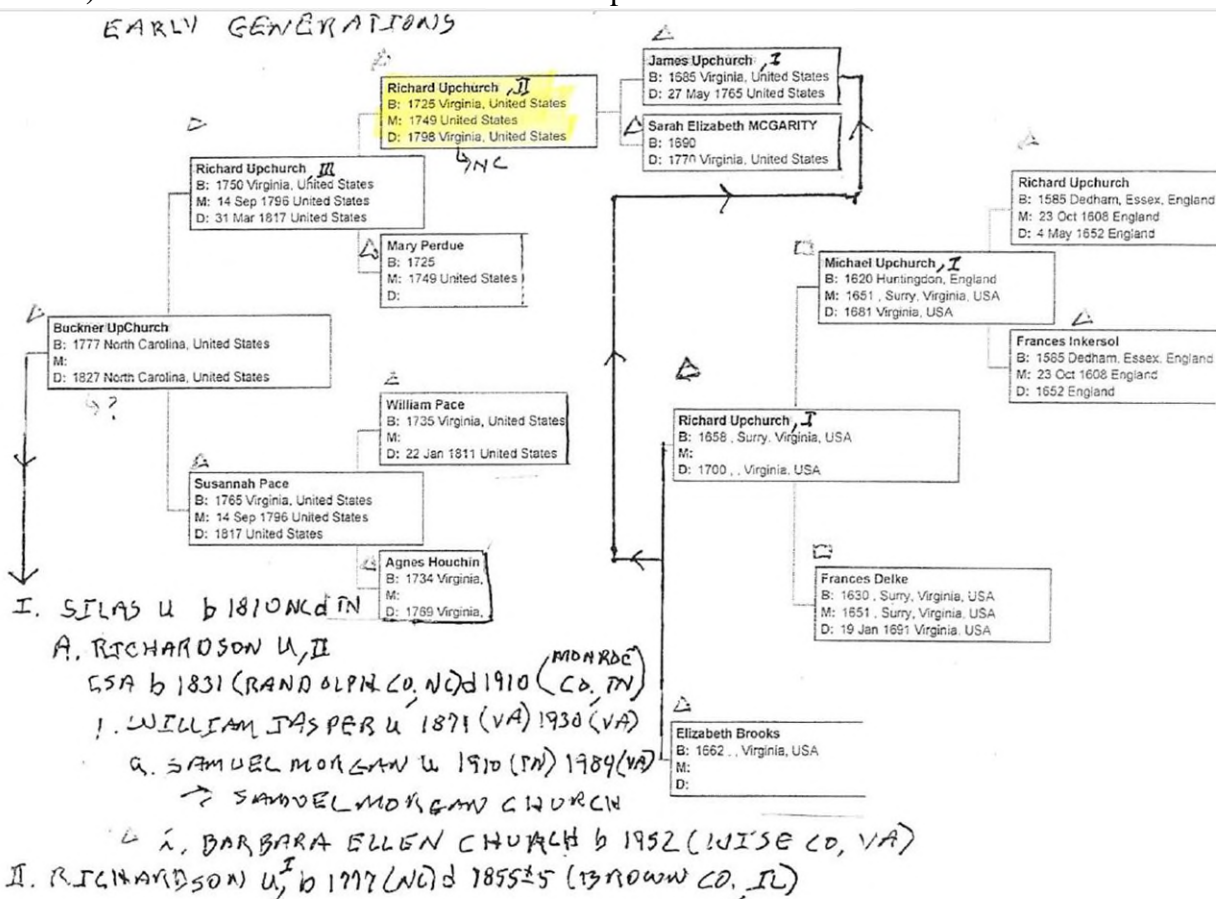 EARLY GENERATIONS
Richard Upchurch, II
B: 1725 Virginia, United States
M: 1749 United States
D: 1798 Virginia, United States
↳ NC
James Upchurch, I
B: 1685 Virginia, United States
D: 27 May 1765 United States
Sarah Elizabeth MCGARITY
B: 1690
D: 1770 Virginia, United States
Richard Upchurch, III
B: 1750 Virginia, United States
M: 14 Sep 1796 United States
D: 31 Mar 1817 United States
Mary Perdue
B: 1725
M: 1749 United States
D:
Buckner UpChurch
B: 1777 North Carolina, United States
M:
D: 1827 North Carolina, United States
↳ ?
William Pace
B: 1735 Virginia, United States
M:
D: 22 Jan 1811 United States
Susannah Pace
B: 1765 Virginia, United States
M: 14 Sep 1796 United States
D: 1817 United States
Agnes Houchin
B: 1734 Virginia,
M:
D: 1769 Virginia,
Richard Upchurch
B: 1585 Dedham, Essex, England
M: 23 Oct 1608 England
D: 4 May 1652 England
Michael Upchurch, I
B: 1620 Huntingdon, England
M: 1651 , Surry, Virginia, USA
D: 1681 Virginia, USA
Frances Inkersol
B: 1585 Dedham, Essex, England
M: 23 Oct 1608 England
D: 1652 England
Richard Upchurch, I
B: 1658 , Surry, Virginia, USA
M:
D: 1700 , , Virginia, USA
Frances Delke
B: 1630 , Surry, Virginia, USA
M: 1651 , Surry, Virginia, USA
D: 19 Jan 1691 Virginia, USA
Elizabeth Brooks
B: 1662 , , Virginia, USA
M:
D:
I. SILAS U b 1810 NC d TN
A. RICHARDSON U, II
CSA b 1831 (RANDOLPH CO, NC) d 1910 (MONROE CO, TN)
1. WILLIAM JASPER U 1871 (VA) 1930 (VA)
a. SAMUEL MORGAN U 1910 (TN) 1984 (VA)
→ SAMUEL MORGAN CHURCH
i. BARBARA ELLEN CHURCH b 1952 (WISE CO, VA)
II. RICHARDSON U, I b 1797 (NC) d 1855±5 (BROWN CO. IL)